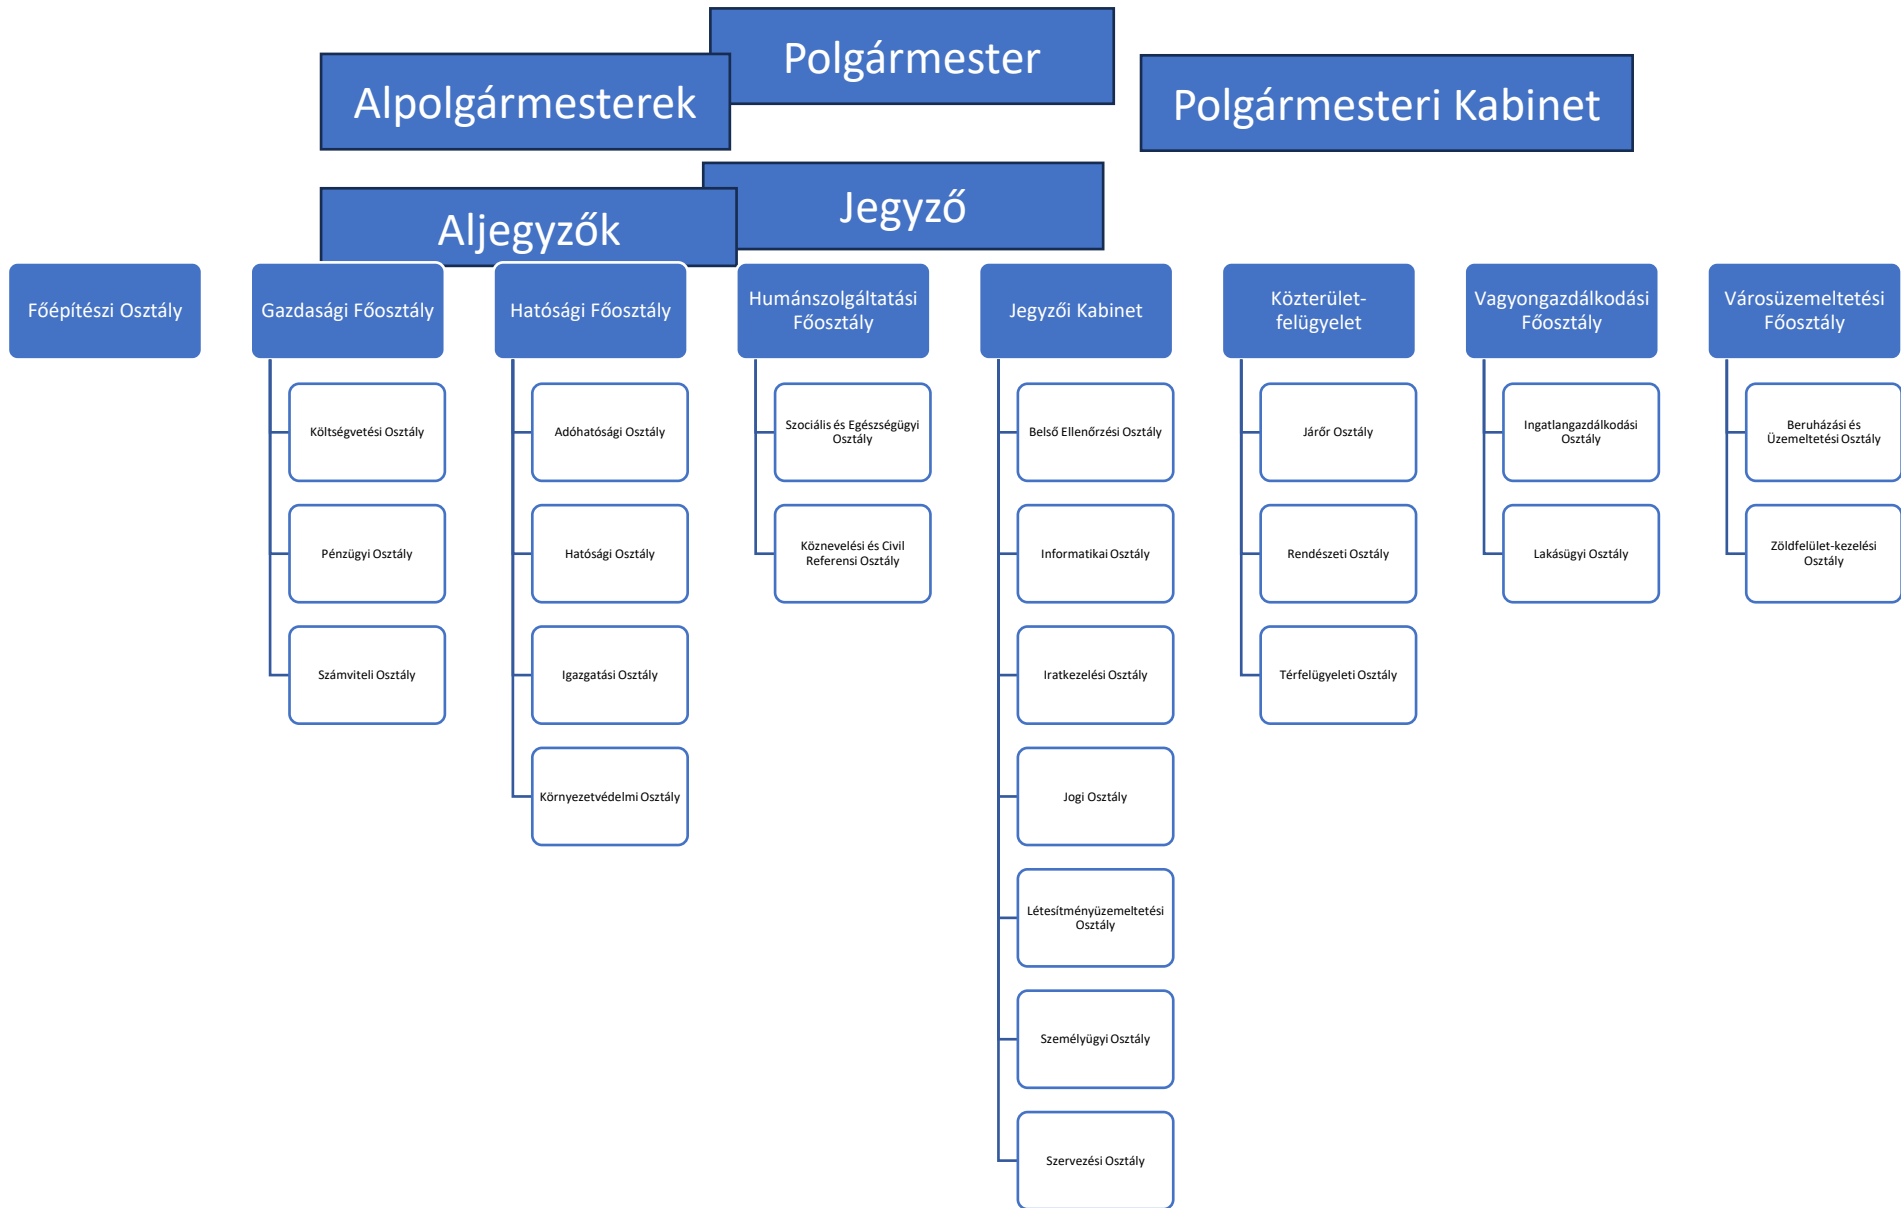 Polgármester
Alpolgármesterek
Polgármesteri Kabinet
Jegyző
Aljegyzők
Főépítészi Osztály
Gazdasági Főosztály
Hatósági Főosztály
Humánszolgáltatási
Főosztály
Jegyzői Kabinet
Közterület-
felügyelet
Vagyongazdálkodási
Főosztály
Városüzemeltetési
Főosztály
Költségvetési Osztály
Pénzügyi Osztály
Számviteli Osztály
Adóhatósági Osztály
Hatósági Osztály
Igazgatási Osztály
Környezetvédelmi Osztály
Szociális és Egészségügyi
Osztály
Köznevelési és Civil
Referensi Osztály
Belső Ellenőrzési Osztály
Informatikai Osztály
Iratkezelési Osztály
Jogi Osztály
Létesítményüzemeltetési
Osztály
Személyügyi Osztály
Szervezési Osztály
Járőr Osztály
Rendészeti Osztály
Térfelügyeleti Osztály
Ingatlangazdálkodási
Osztály
Lakásügyi Osztály
Beruházási és
Üzemeltetési Osztály
Zöldfelület-kezelési
Osztály